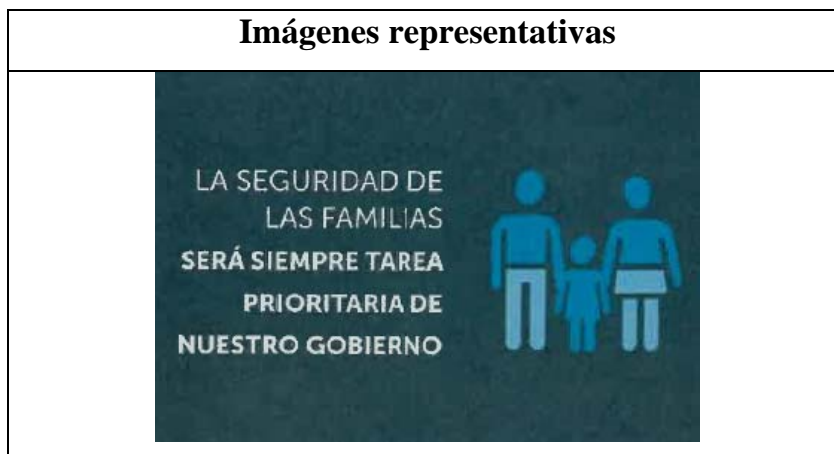 Imágenes representativas
LA SEGURIDAD DE
LAS FAMILIAS
SERÁ SIEMPRE TAREA
PRIORITARIA DE
NUESTRO GOBIERNO